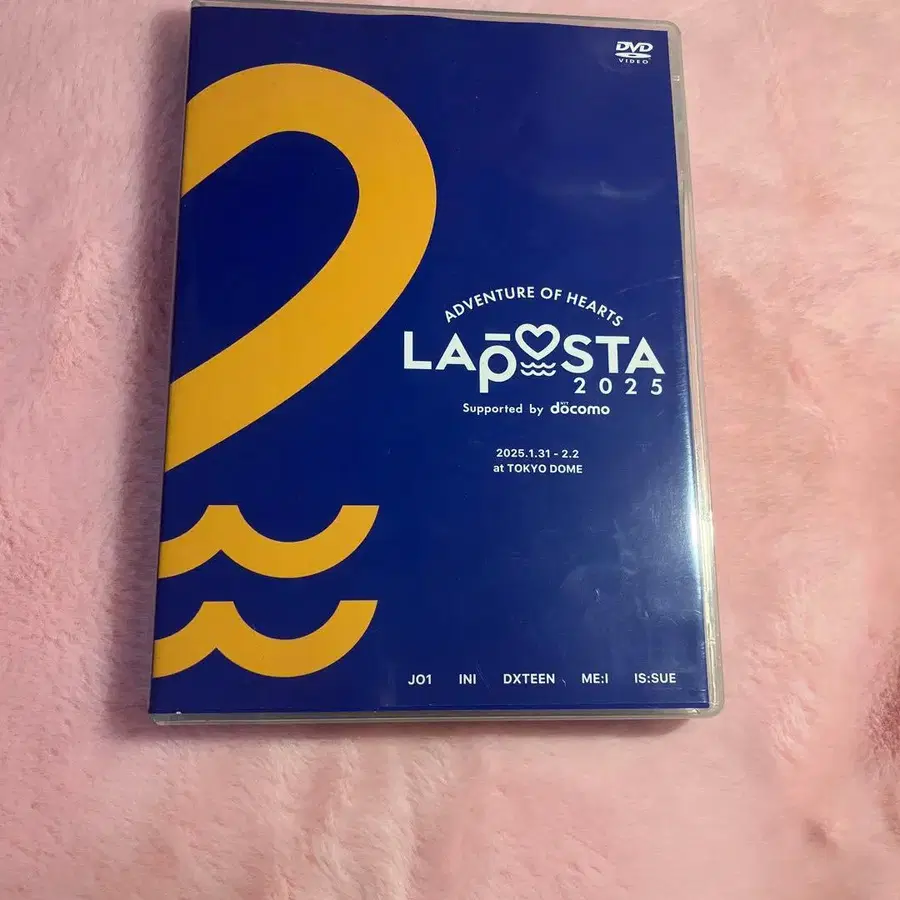 DVD
VIDEO
ADVENTURE OF HEARTS
LAPOSTA
2025
Supported by NTT docomo
2025.1.31 - 2.2
at TOKYO DOME
JO1 INI DXTEEN ME:I IS:SUE